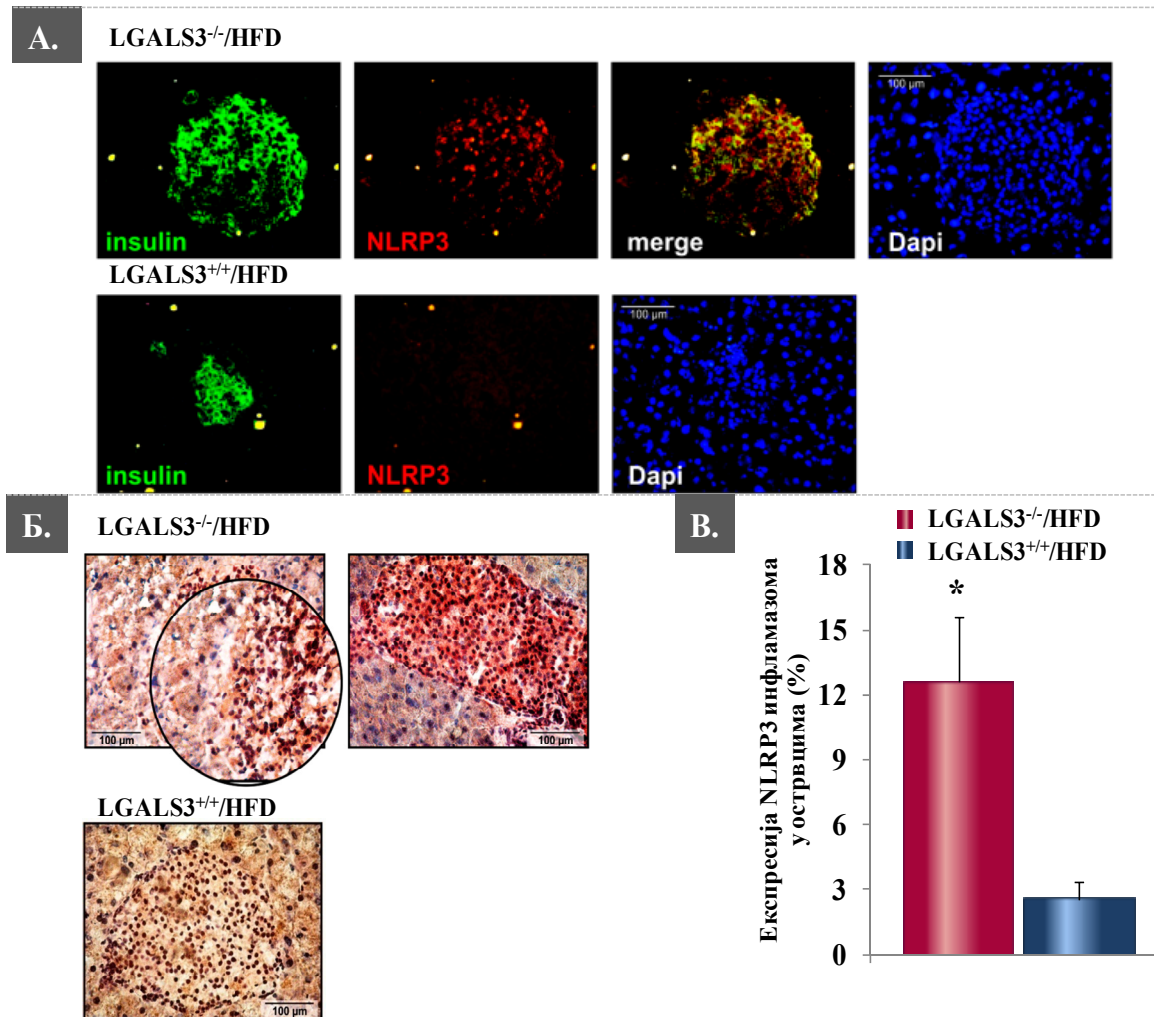 А.
LGALS3-/-/HFD
100 µm
insulin
NLRP3
merge
Dapi
LGALS3+/+/HFD
100 µm
insulin
NLRP3
Dapi
Б.
LGALS3-/-/HFD
100 µm
100 µm
LGALS3+/+/HFD
100 µm
В.
LGALS3-/-/HFD
LGALS3+/+/HFD
Експресија NLRP3 инфламазома
у острвцима (%)
18
15
12
9
6
3
0
*